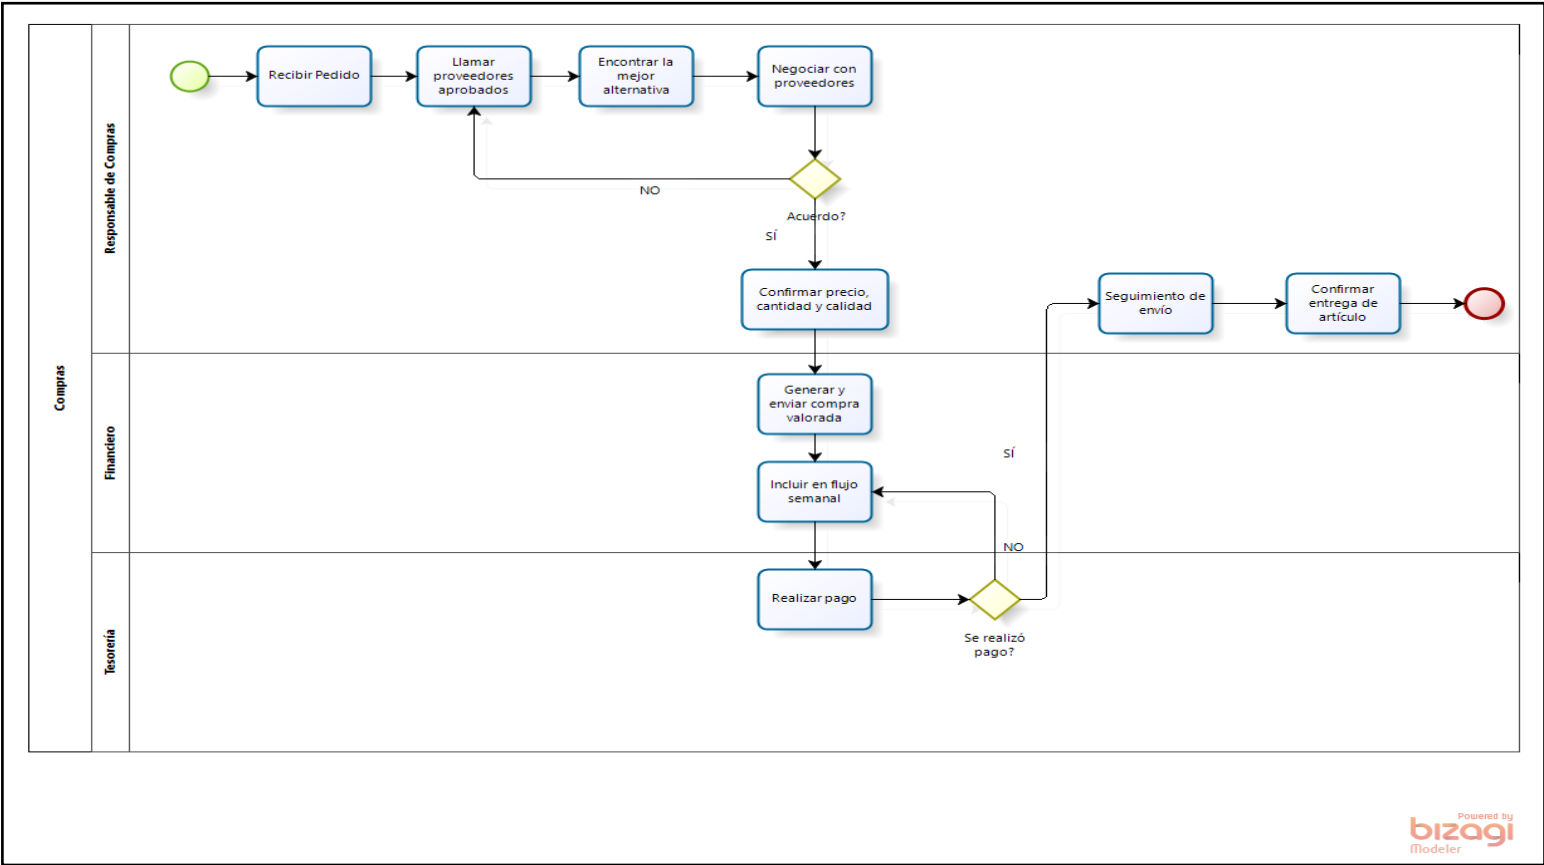 Compras
Responsable de Compras
Recibir Pedido
Llamar
proveedores
aprobados
Encontrar la
mejor
alternativa
Negociar con
proveedores
NO
Acuerdo?
SÍ
Confirmar precio,
cantidad y calidad
Seguimiento de
envío
Confirmar
entrega de
artículo
Financiero
Generar y
enviar compra
valorada
SÍ
Incluir en flujo
semanal
NO
Tesorería
Realizar pago
Se realizó
pago?
Powered by
bizagi
Modeler